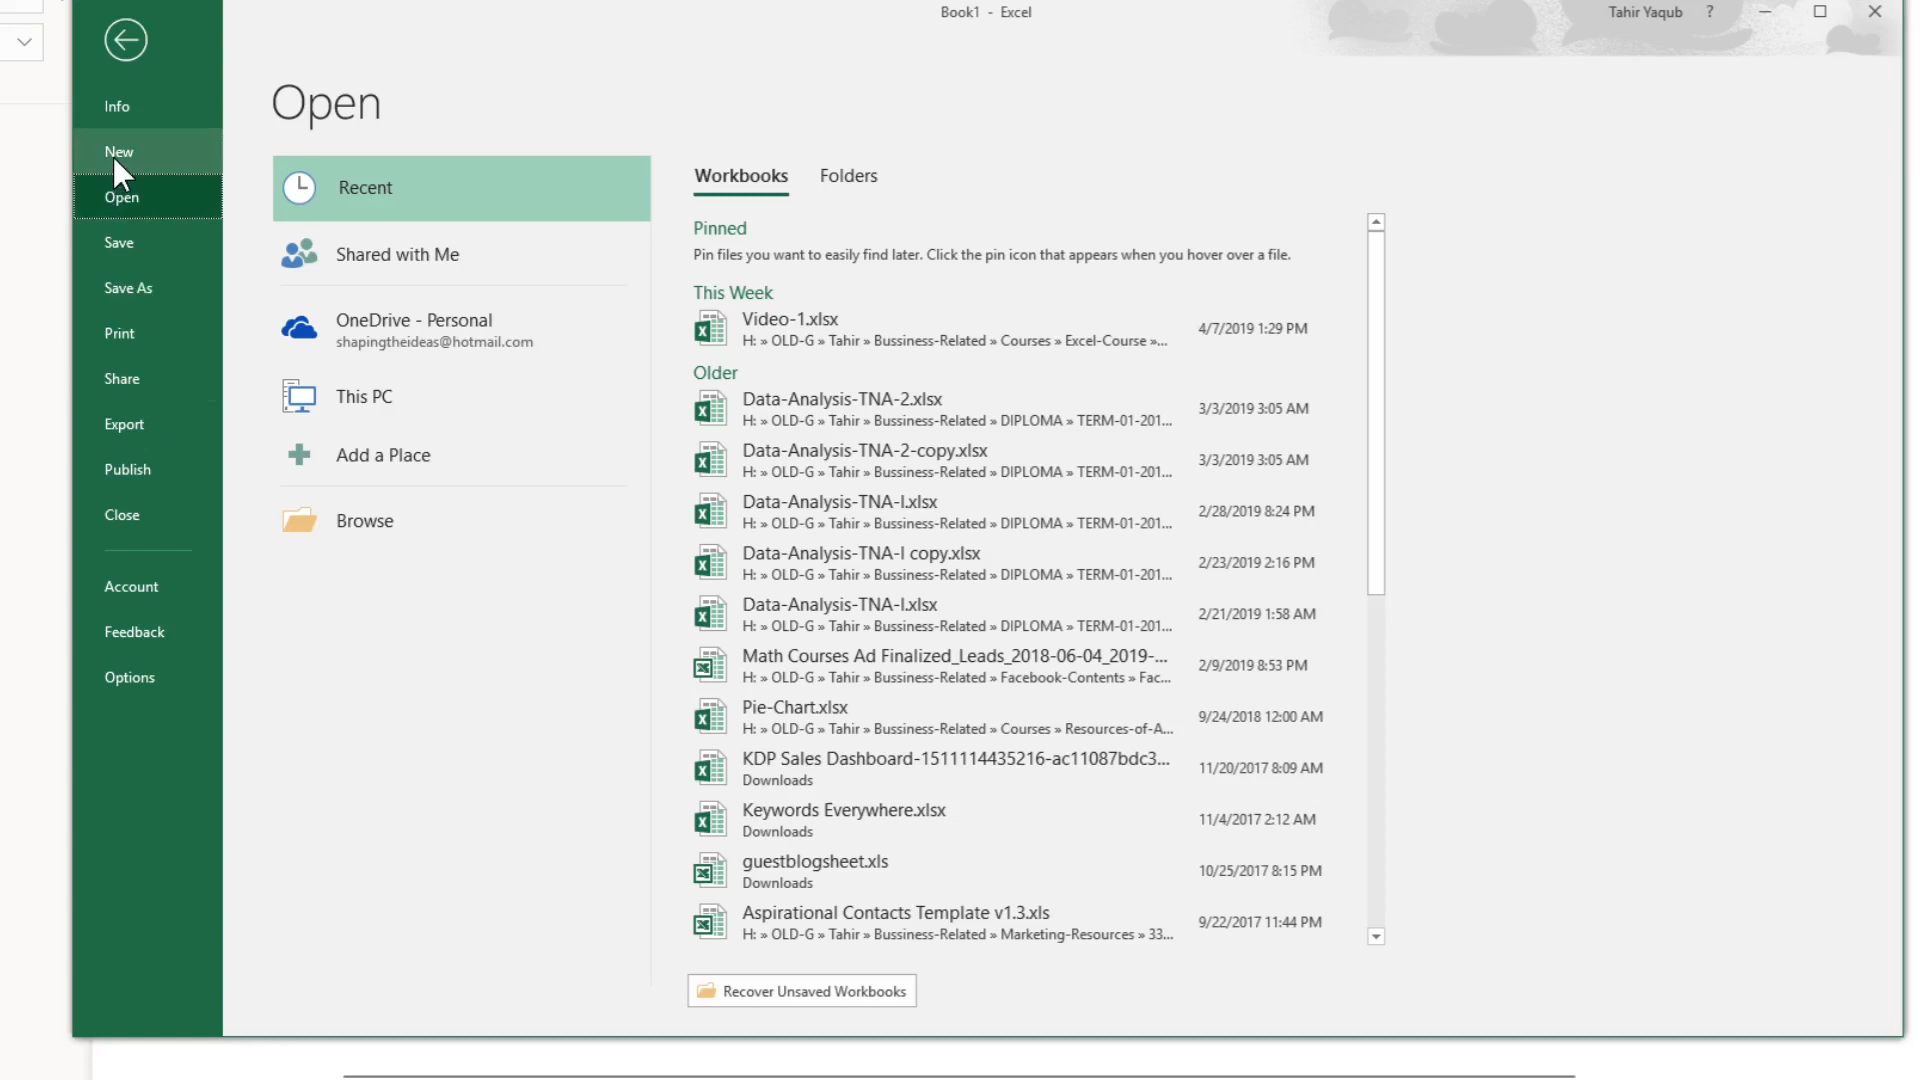 Book1 - Excel
Tahir Yaqub
?
Info
New
Open
Save
Save As
Print
Share
Export
Publish
Close
Account
Feedback
Options
Open
Recent
Shared with Me
OneDrive - Personal
shapingtheideas@hotmail.com
This PC
Add a Place
Browse
Workbooks Folders
Pinned
Pin files you want to easily find later. Click the pin icon that appears when you hover over a file.
This Week
Video-1.xlsx
4/7/2019 1:29 PM
H: » OLD-G » Tahir » Bussiness-Related » Courses » Excel-Course »...
Older
Data-Analysis-TNA-2.xlsx
3/3/2019 3:05 AM
H: » OLD-G » Tahir » Bussiness-Related » DIPLOMA » TERM-01-201...
Data-Analysis-TNA-2-copy.xlsx
3/3/2019 3:05 AM
H: » OLD-G » Tahir » Bussiness-Related » DIPLOMA » TERM-01-201...
Data-Analysis-TNA-I.xlsx
2/28/2019 8:24 PM
H: » OLD-G » Tahir » Bussiness-Related » DIPLOMA » TERM-01-201...
Data-Analysis-TNA-I copy.xlsx
2/23/2019 2:16 PM
H: » OLD-G » Tahir » Bussiness-Related » DIPLOMA » TERM-01-201...
Data-Analysis-TNA-I.xlsx
2/21/2019 1:58 AM
H: » OLD-G » Tahir » Bussiness-Related » DIPLOMA » TERM-01-201...
Math Courses Ad Finalized_Leads_2018-06-04_2019-...
2/9/2019 8:53 PM
H: » OLD-G » Tahir » Bussiness-Related » Facebook-Contents » Fac...
Pie-Chart.xlsx
9/24/2018 12:00 AM
H: » OLD-G » Tahir » Bussiness-Related » Courses » Resources-of-A...
KDP Sales Dashboard-1511114435216-ac11087bdc3...
11/20/2017 8:09 AM
Downloads
Keywords Everywhere.xlsx
11/4/2017 2:12 AM
Downloads
guestblogsheet.xls
10/25/2017 8:15 PM
Downloads
Aspirational Contacts Template v1.3.xls
9/22/2017 11:44 PM
H: » OLD-G » Tahir » Bussiness-Related » Marketing-Resources » 33...
Recover Unsaved Workbooks